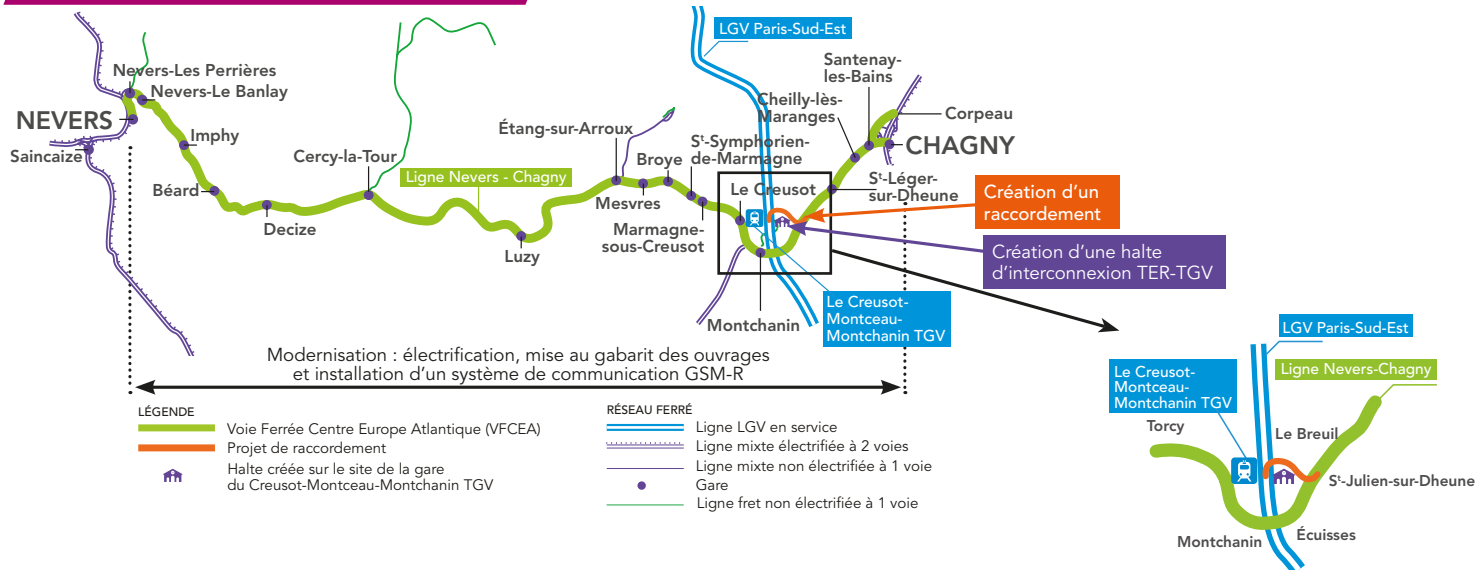 LGV Paris-Sud-Est
Nevers-Les Perrières
Nevers-Le Banlay
NEVERS
Saincaize
Imphy
Béard
Decize
Cercy-la-Tour
Ligne Nevers - Chagny
Luzy
Étang-sur-Arroux
Mesvres
Broye
St-Symphorien-
de-Marmagne
Marmagne-
sous-Creusot
Le Creusot
Montchanin
Cheilly-lès-
Maranges
Santenay-
les-Bains
Corpeau
CHAGNY
St-Léger-
sur-Dheune
Création d'un
raccordement
Création d'une halte
d'interconnexion TER-TGV
Le Creusot-
Montceau-
Montchanin TGV
Modernisation : électrification, mise au gabarit des ouvrages
et installation d'un système de communication GSM-R
LÉGENDE
Voie Ferrée Centre Europe Atlantique (VFCEA)
Projet de raccordement
Halte créée sur le site de la gare
du Creusot-Montceau-Montchanin TGV
RÉSEAU FERRÉ
Ligne LGV en service
Ligne mixte électrifiée à 2 voies
Ligne mixte non électrifiée à 1 voie
Gare
Ligne fret non électrifiée à 1 voie
LGV Paris-Sud-Est
Le Creusot-
Montceau-
Montchanin TGV
Ligne Nevers-Chagny
Torcy
Le Breuil
St-Julien-sur-Dheune
Montchanin
Écuisses